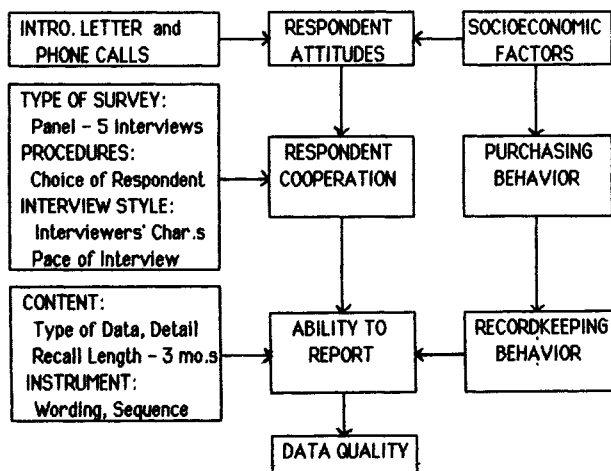 INTRO. LETTER and
PHONE CALLS
RESPONDENT
ATTITUDES
SOCIOECONOMIC
FACTORS
TYPE OF SURVEY:
Panel - 5 Interviews
PROCEDURES:
Choice of Respondent
INTERVIEW STYLE:
Interviewers' Char.s
Pace of Interview
RESPONDENT
COOPERATION
PURCHASING
BEHAVIOR
CONTENT:
Type of Data, Detail
Recall Length - 3 mo.s
INSTRUMENT:
Wording, Sequence
ABILITY TO
REPORT
RECORDKEEPING
BEHAVIOR
DATA QUALITY